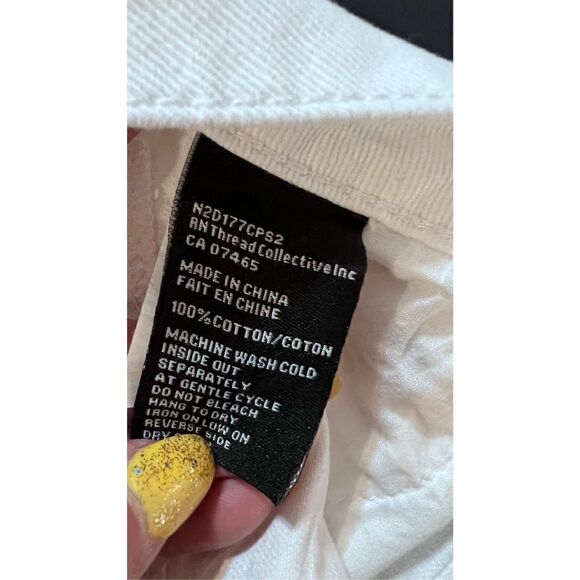 N2D177CPS2
RN Thread Collective Inc
CA 07465
MADE IN CHINA
FAIT EN CHINE
100% COTTON/COTON
MACHINE WASH COLD
INSIDE OUT
SEPARATELY
AT GENTLE CYCLE
DO NOT BLEACH
HANG TO DRY
IRON ON LOW ON
REVERSE SIDE
DRY